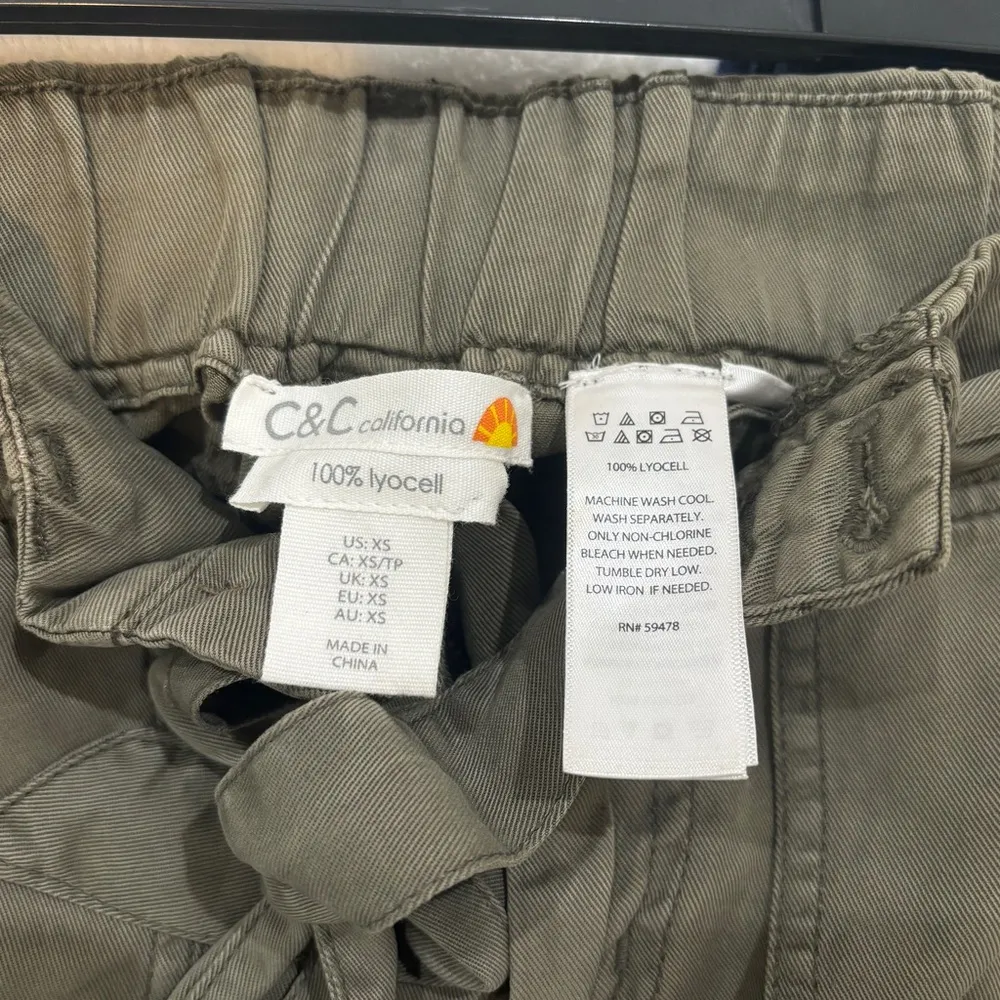 C&C california
100% lyocell
US: XS
CA: XS/TP
UK: XS
EU: XS
AU: XS
MADE IN
CHINA
100% LYOCELL
MACHINE WASH COOL.
WASH SEPARATELY.
ONLY NON-CHLORINE
BLEACH WHEN NEEDED.
TUMBLE DRY LOW.
LOW IRON IF NEEDED.
RN# 59478